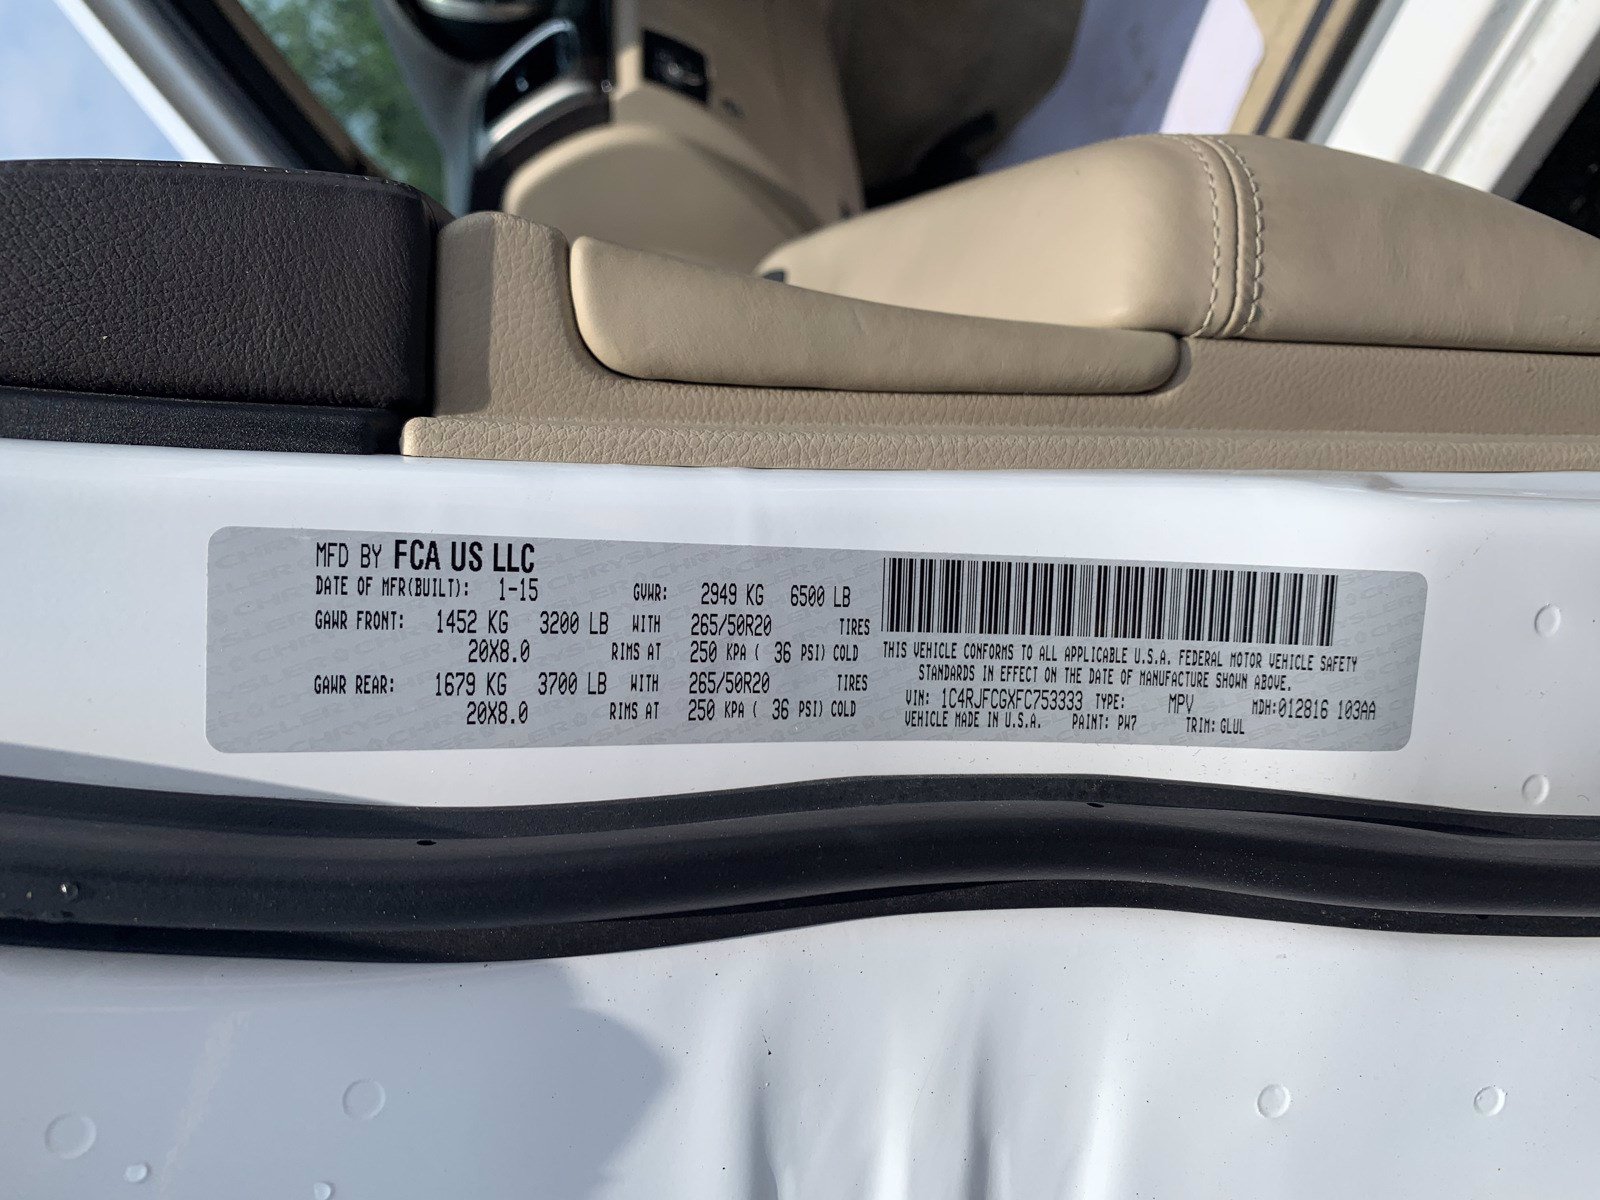 MFD BY FCA US LLC
DATE OF MFR(BUILT): 1-15 GVWR: 2949 KG 6500 LB
GAWR FRONT: 1452 KG 3200 LB WITH 265/50R20 TIRES
20X8.0 RIMS AT 250 KPA ( 36 PSI) COLD
GAWR REAR: 1679 KG 3700 LB WITH 265/50R20 TIRES
20X8.0 RIMS AT 250 KPA ( 36 PSI) COLD
THIS VEHICLE CONFORMS TO ALL APPLICABLE U.S.A. FEDERAL MOTOR VEHICLE SAFETY
STANDARDS IN EFFECT ON THE DATE OF MANUFACTURE SHOWN ABOVE.
VIN: 1C4RJFCGXFC753333 TYPE: MPV MDH:012816 103AA
VEHICLE MADE IN U.S.A. PAINT: PW7 TRIM: GLUL